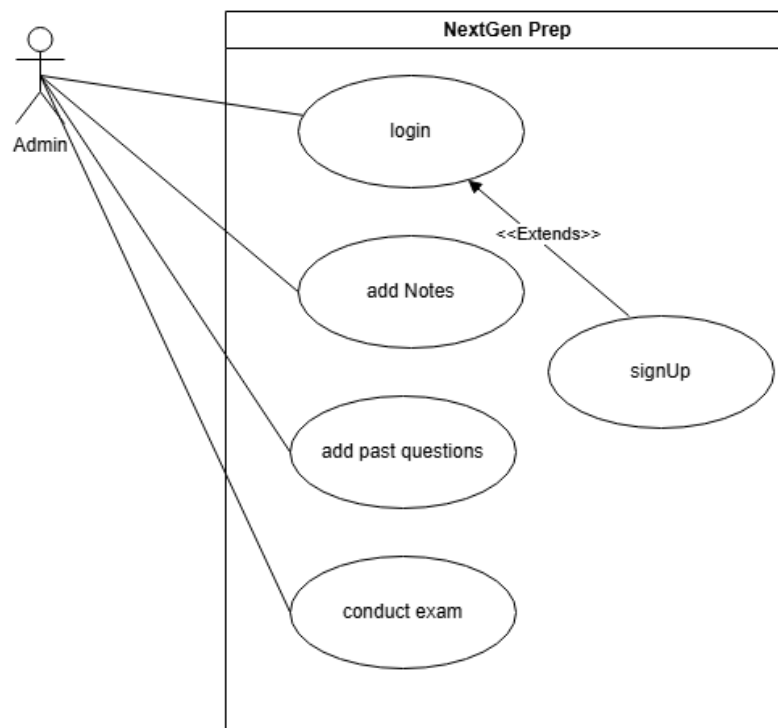 NextGen Prep
Admin
login
<<Extends>>
add Notes
signUp
add past questions
conduct exam